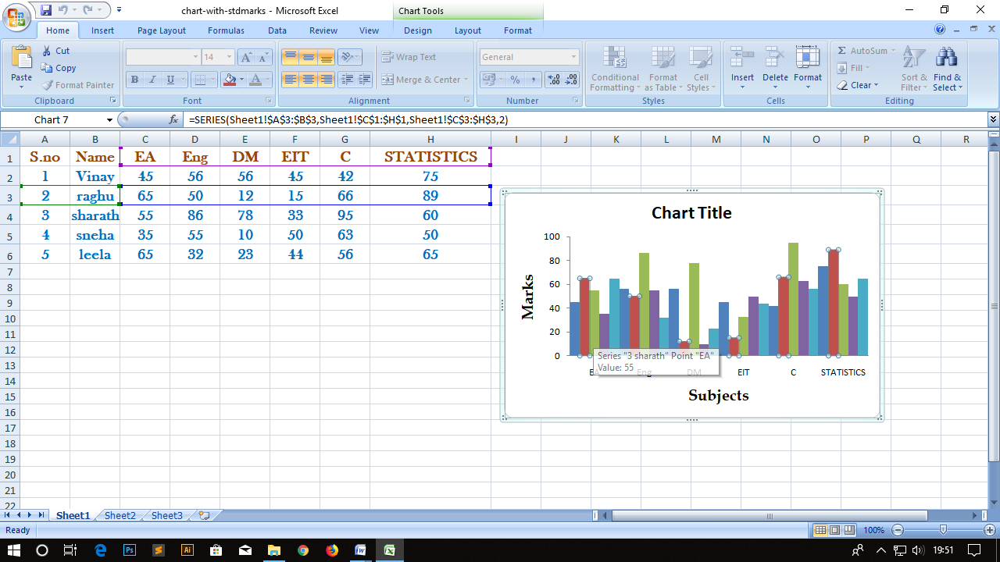 chart-with-stdmarks - Microsoft Excel
Chart Tools
Home Insert Page Layout Formulas Data Review View Design Layout Format
Paste
Cut
Copy
Format Painter
Clipboard
14
A A
B I U
A
Font
Wrap Text
Merge & Center
Alignment
General
%
Number
Conditional Formatting
Format as Table
Cell Styles
Styles
Insert
Delete
Format
Cells
Σ AutoSum
Fill
Clear
Sort & Filter
Find & Select
Editing
Chart 7
fx
=SERIES(Sheet1!$A$3:$B$3,Sheet1!$C$1:$H$1,Sheet1!$C$3:$H$3,2)
A B C D E F G H I J K L M N O P Q R
1 S.no Name EA Eng DM EIT C STATISTICS
2 1 Vinay 45 56 56 45 42 75
3 2 raghu 65 50 12 15 66 89
4 3 sharath 55 86 78 33 95 60
5 4 sneha 35 55 10 50 63 50
6 5 leela 65 32 23 44 56 65
7
8
9
10
11
12
13
14
15
16
17
18
19
20
21
22
Chart Title
Marks
100
80
60
40
20
0
Series "3 sharath" Point "EA"
Value: 55
EA Eng DM EIT C STATISTICS
Subjects
Sheet1 Sheet2 Sheet3
Ready
100%
Ps
Ai
19:51